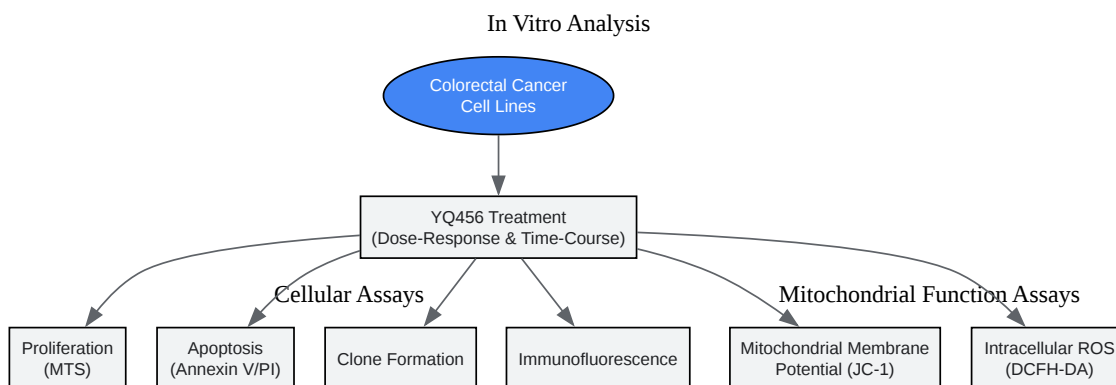 In Vitro Analysis
Colorectal Cancer
Cell Lines
YQ456 Treatment
(Dose-Response & Time-Course)
Cellular Assays
Mitochondrial Function Assays
Proliferation
(MTS)
Apoptosis
(Annexin V/PI)
Clone Formation
Immunofluorescence
Mitochondrial Membrane
Potential (JC-1)
Intracellular ROS
(DCFH-DA)